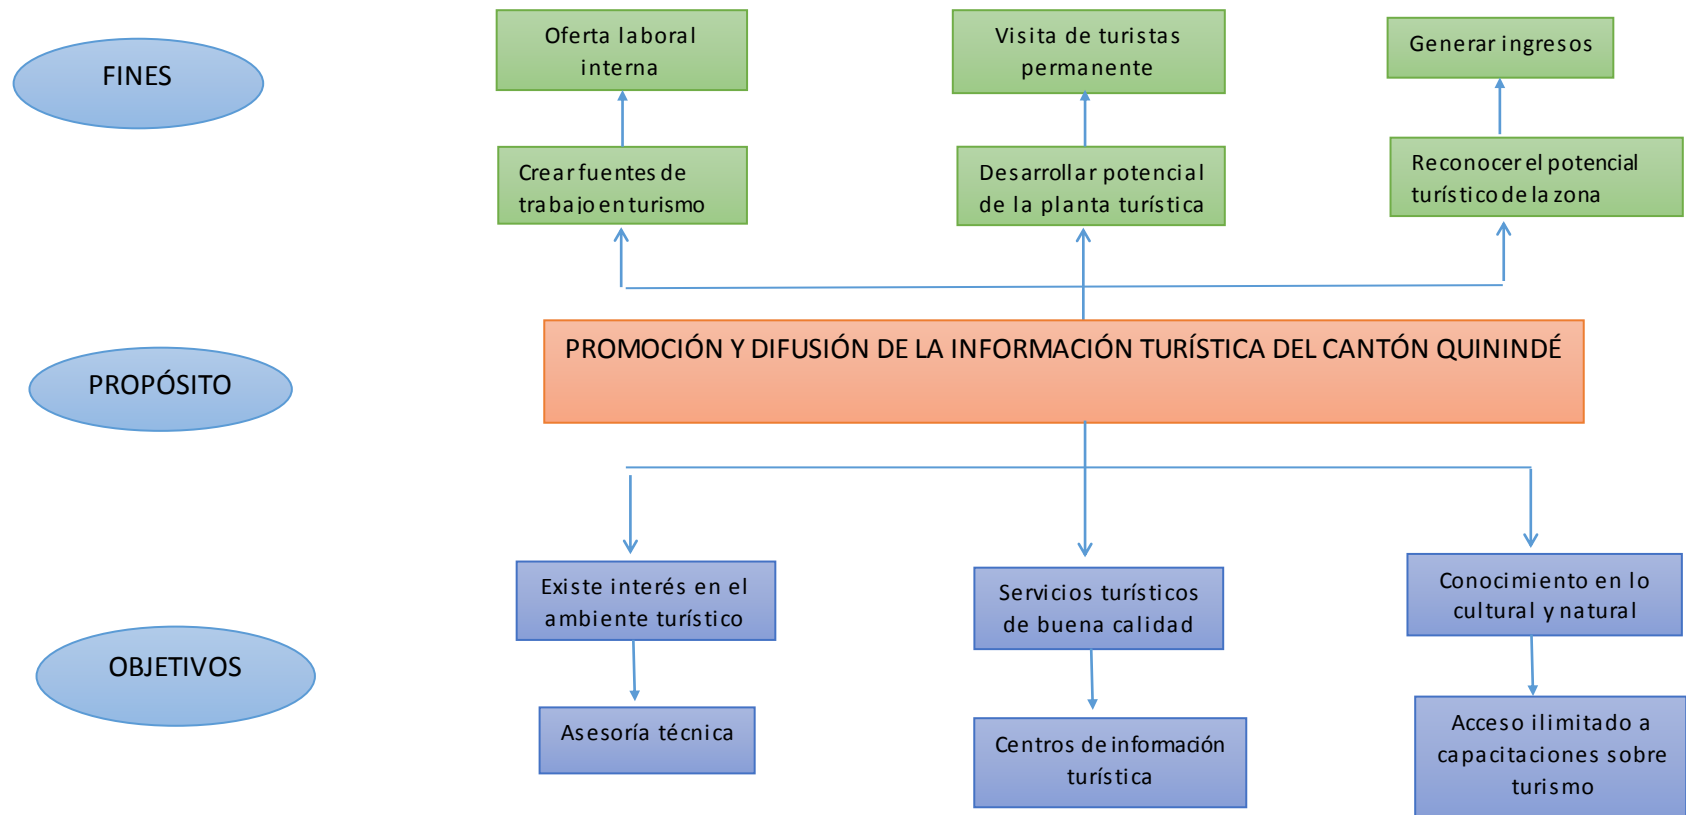 FINES
Oferta laboral
interna
Visita de turistas
permanente
Generar ingresos
Crear fuentes de
trabajo en turismo
Desarrollar potencial
de la planta turística
Reconocer el potencial
turístico de la zona
PROPÓSITO
PROMOCIÓN Y DIFUSIÓN DE LA INFORMACIÓN TURÍSTICA DEL CANTÓN QUININDÉ
OBJETIVOS
Existe interés en el
ambiente turístico
Servicios turísticos
de buena calidad
Conocimiento en lo
cultural y natural
Asesoría técnica
Centros de información
turística
Acceso ilimitado a
capacitaciones sobre
turismo